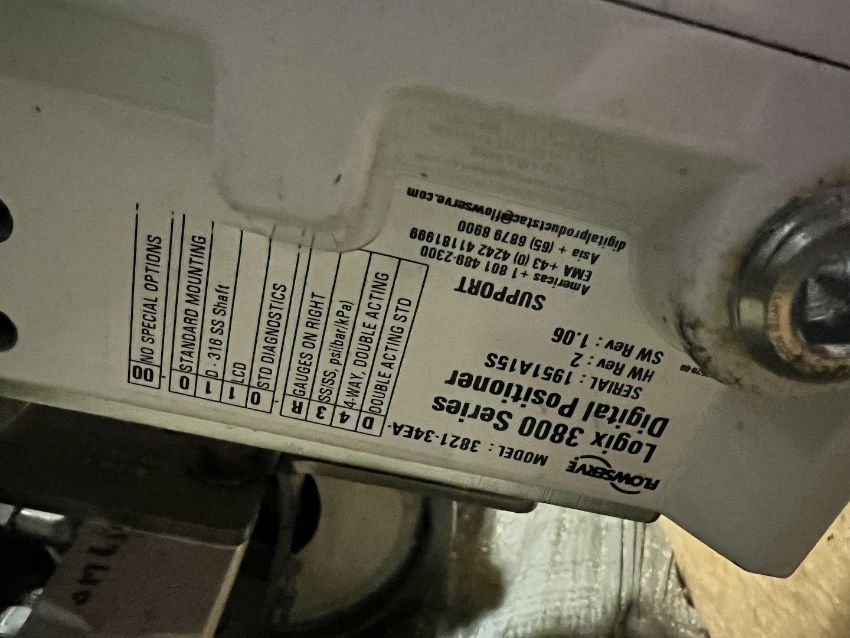 FLOWSERVE
Logix 3800 Series
Digital Positioner
SERIAL : 1951A15S
HW Rev : 2
SW Rev : 1.06
SUPPORT
Americas + 1 801 489-2300
EMA + 43 (0) 4242 41181999
Asia + (65) 6879 8900
digitalproductstac@flowserve.com
MODEL : 3821-34EA-
D DOUBLE ACTING STD
4 4-WAY, DOUBLE ACTING
3 SS/SS, psi(bar/kPa)
R GAUGES ON RIGHT
0 STD DIAGNOSTICS
1 LCD
1 D : 316 SS Shaft
0 STANDARD MOUNTING
00 NO SPECIAL OPTIONS